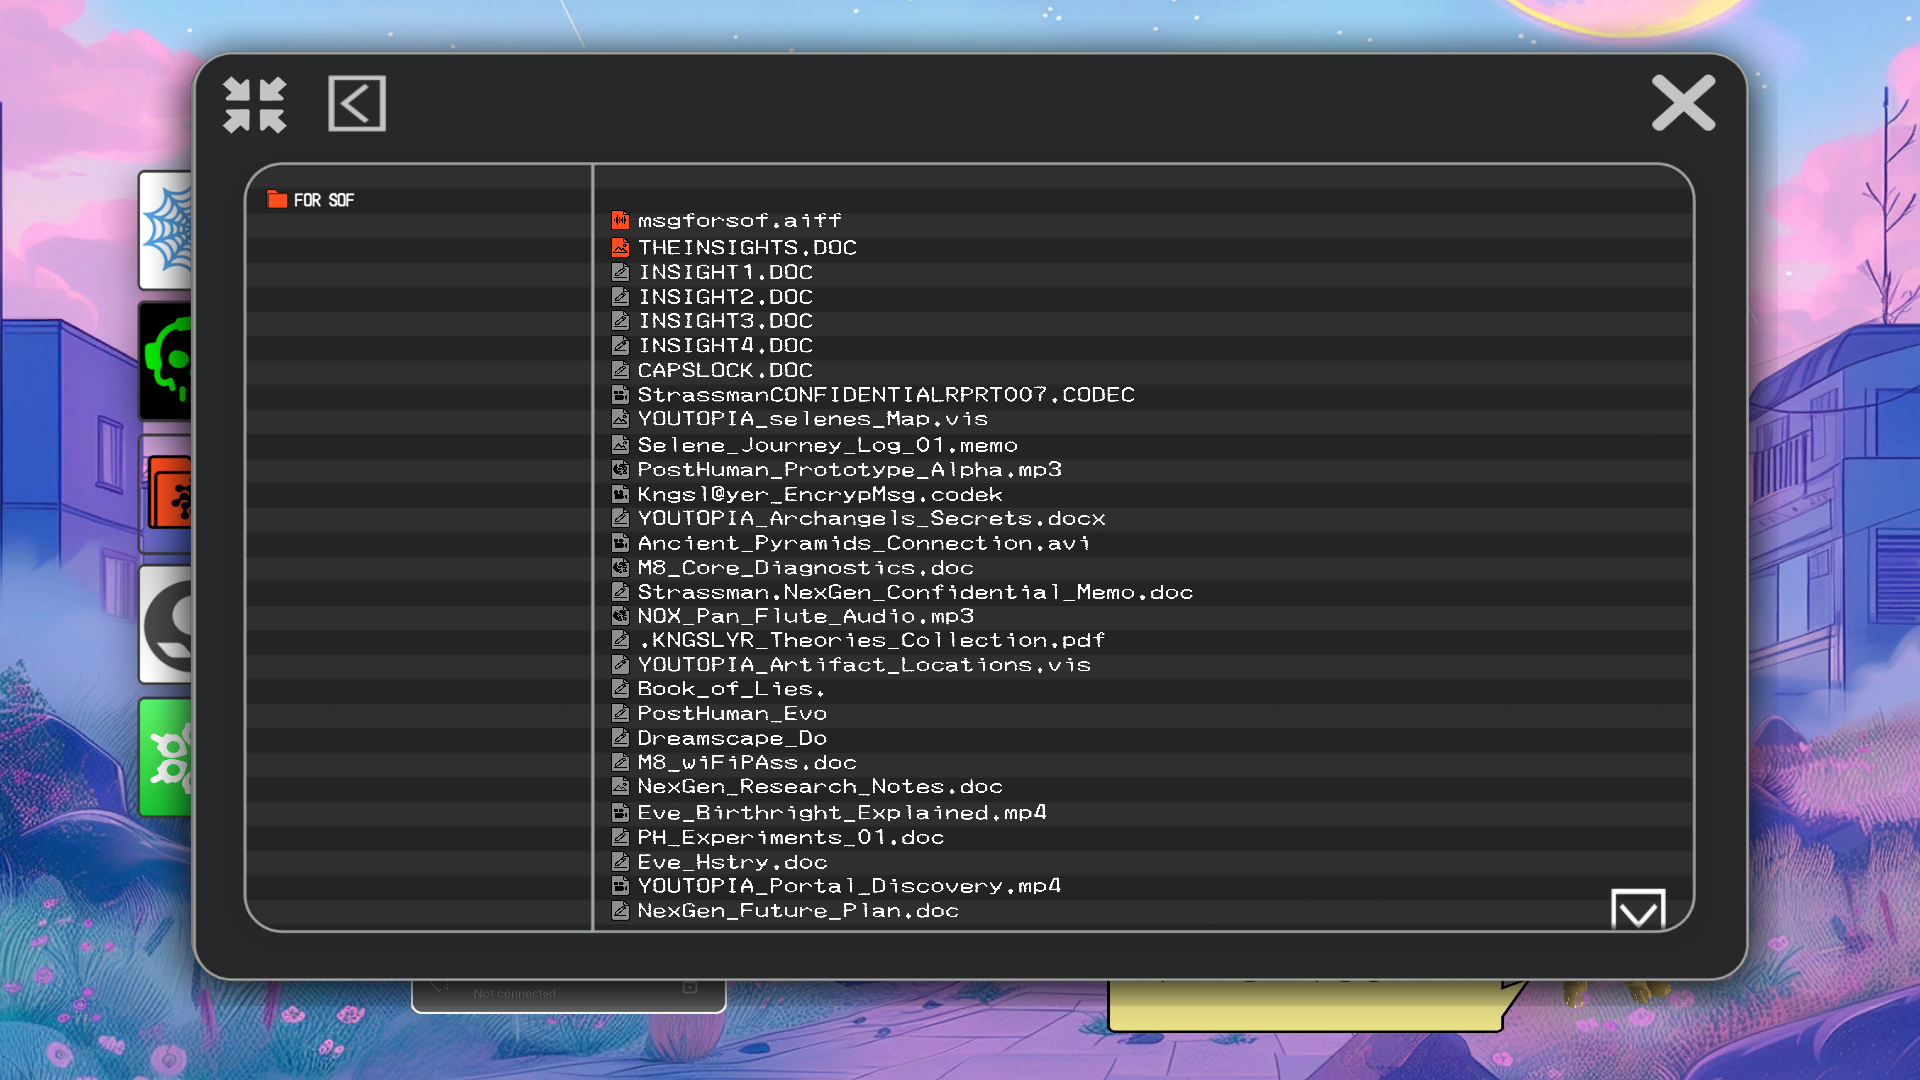 FOR SOF
msgforsof.aiff
THEINSIGHTS.DOC
INSIGHT1.DOC
INSIGHT2.DOC
INSIGHT3.DOC
INSIGHT4.DOC
CAPSLOCK.DOC
StrassmanCONFIDENTIALRPRT007.CODEC
YOUTOPIA_selenes_Map.vis
Selene_Journey_Log_01.memo
PostHuman_Prototype_Alpha.mp3
Kngsl@yer_EncrypMsg.codek
YOUTOPIA_Archangels_Secrets.docx
Ancient_Pyramids_Connection.avi
M8_Core_Diagnostics.doc
Strassman.NexGen_Confidential_Memo.doc
NOX_Pan_Flute_Audio.mp3
.KNGSLYR_Theories_Collection.pdf
YOUTOPIA_Artifact_Locations.vis
Book_of_Lies.
PostHuman_Evo
Dreamscape_Do
M8_wiFiPAss.doc
NexGen_Research_Notes.doc
Eve_Birthright_Explained.mp4
PH_Experiments_01.doc
Eve_Hstry.doc
YOUTOPIA_Portal_Discovery.mp4
NexGen_Future_Plan.doc
Not connected